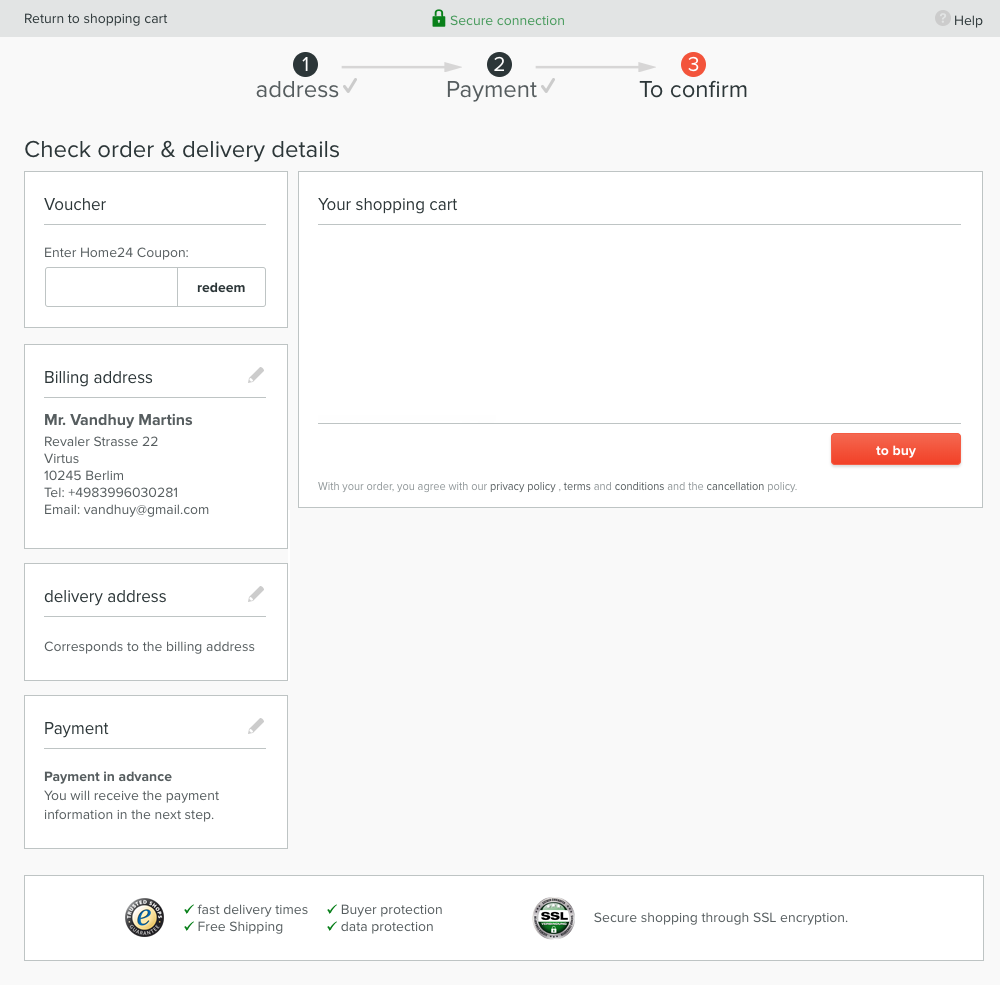 Return to shopping cart
Secure connection
? Help
1
address
2
Payment
3
To confirm
Check order & delivery details
Voucher
Enter Home24 Coupon:
redeem
Billing address
Mr. Vandhuy Martins
Revaler Strasse 22
Virtus
10245 Berlim
Tel: +4983996030281
Email: vandhuy@gmail.com
delivery address
Corresponds to the billing address
Payment
Payment in advance
You will receive the payment
information in the next step.
Your shopping cart
to buy
With your order, you agree with our privacy policy , terms and conditions and the cancellation policy.
TRUSTED SHOPS
e
GUARANTEE
fast delivery times
Free Shipping
Buyer protection
data protection
SSL
Secure shopping through SSL encryption.